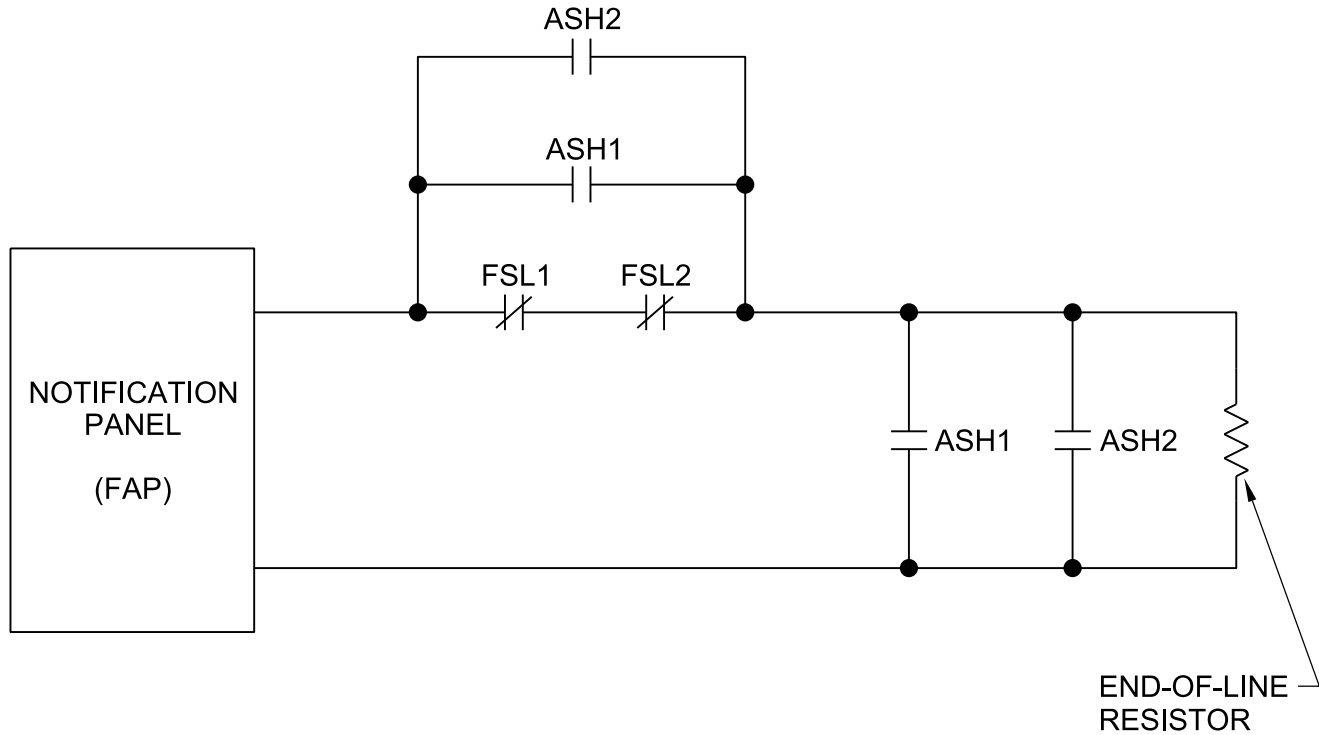 ASH2
ASH1
FSL1
FSL2
NOTIFICATION
PANEL
(FAP)
ASH1
ASH2
END-OF-LINE
RESISTOR